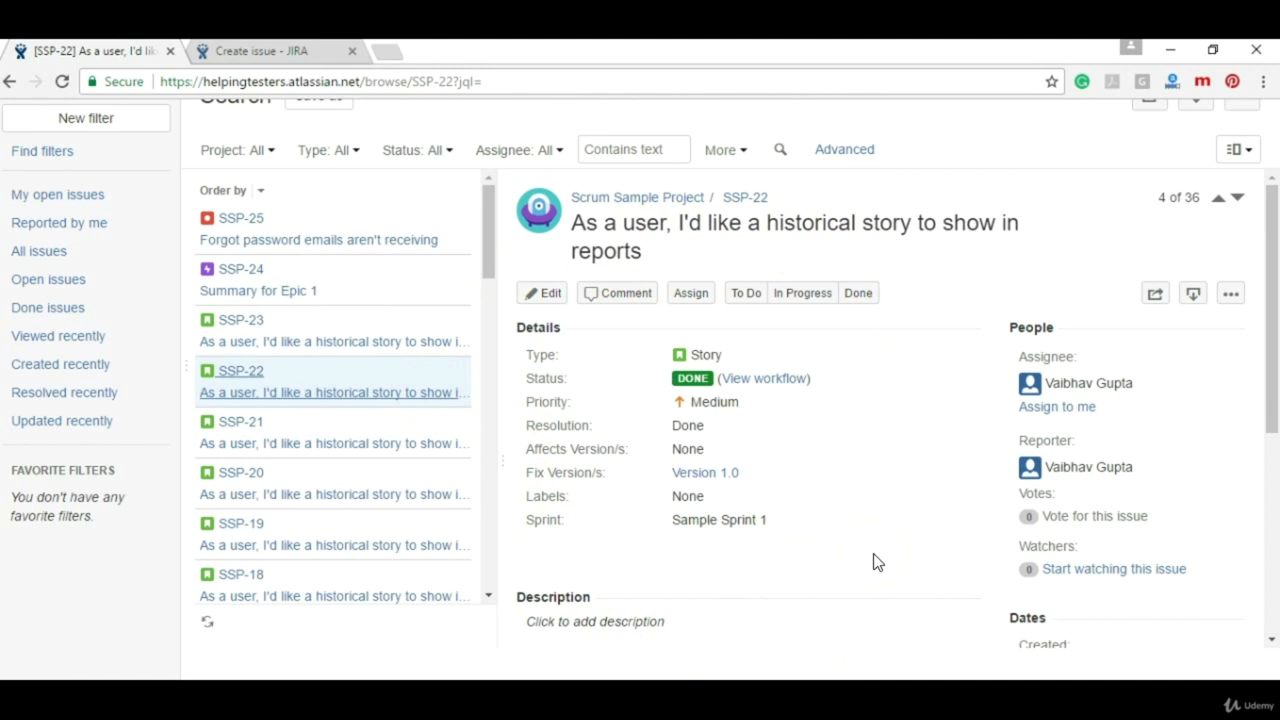 [SSP-22] As a user, I'd li
Create issue - JIRA
Secure
https://helpingtesters.atlassian.net/browse/SSP-22?jql=
New filter
Find filters
My open issues
Reported by me
All issues
Open issues
Done issues
Viewed recently
Created recently
Resolved recently
Updated recently
FAVORITE FILTERS
You don't have any
favorite filters.
Search
Save as
Project: All
Type: All
Status: All
Assignee: All
Contains text
More
Advanced
Order by
SSP-25
Forgot password emails aren't receiving
SSP-24
Summary for Epic 1
SSP-23
As a user, I'd like a historical story to show i...
SSP-22
As a user, I'd like a historical story to show i...
SSP-21
As a user, I'd like a historical story to show i...
SSP-20
As a user, I'd like a historical story to show i...
SSP-19
As a user, I'd like a historical story to show i...
SSP-18
As a user, I'd like a historical story to show i...
Scrum Sample Project / SSP-22
4 of 36
As a user, I'd like a historical story to show in
reports
Edit
Comment
Assign
To Do
In Progress
Done
Details
Type: Story
Status: DONE (View workflow)
Priority: Medium
Resolution: Done
Affects Version/s: None
Fix Version/s: Version 1.0
Labels: None
Sprint: Sample Sprint 1
Description
Click to add description
People
Assignee:
Vaibhav Gupta
Assign to me
Reporter:
Vaibhav Gupta
Votes:
0 Vote for this issue
Watchers:
0 Start watching this issue
Dates
Created:
Udemy